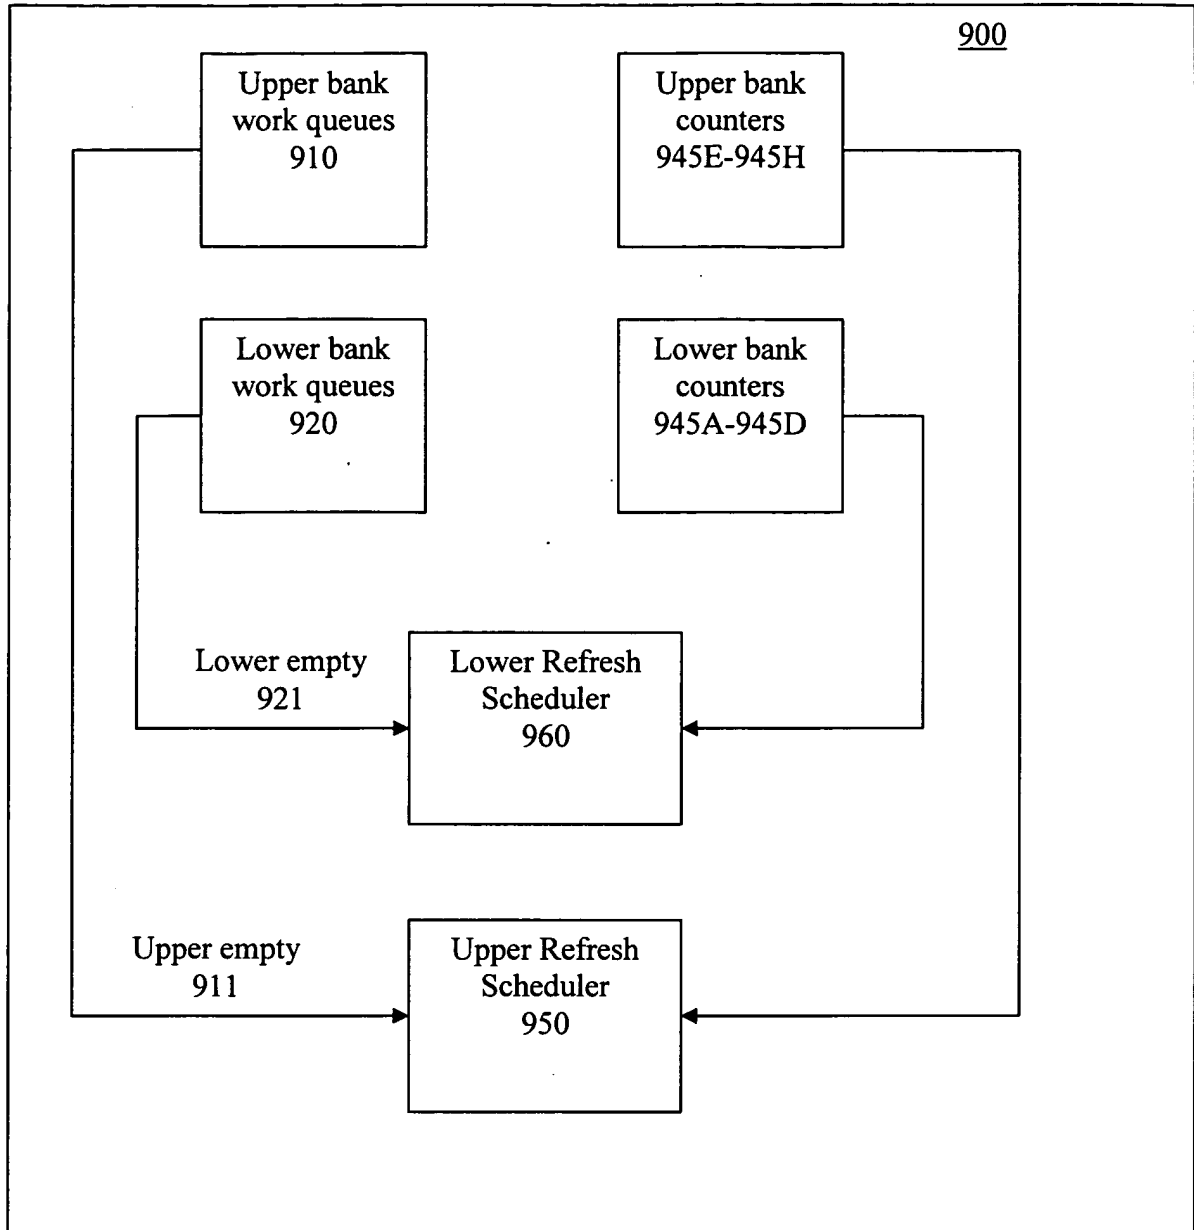 900
Upper bank
work queues
910
Upper bank
counters
945E-945H
Lower bank
work queues
920
Lower bank
counters
945A-945D
Lower empty
921
Lower Refresh
Scheduler
960
Upper empty
911
Upper Refresh
Scheduler
950